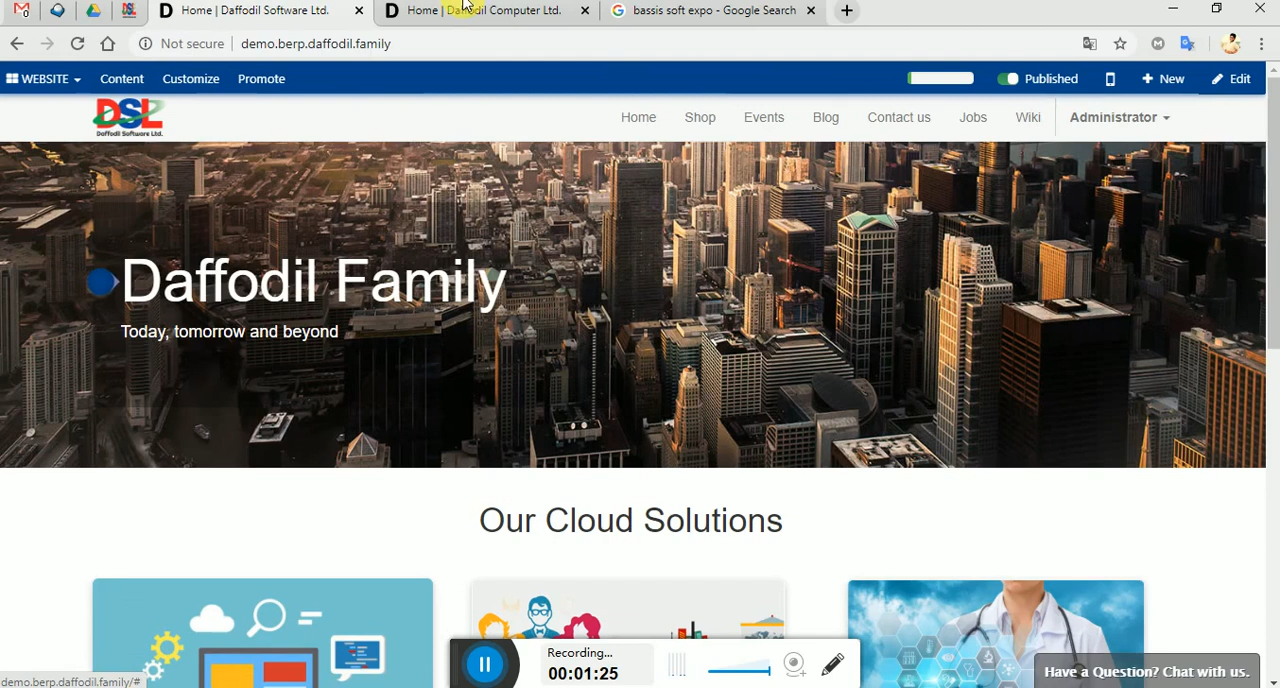 0
Home | Daffodil Software Ltd.
Home | Daffodil Computer Ltd.
bassis soft expo - Google Search
Not secure
demo.berp.daffodil.family
WEBSITE
Content
Customize
Promote
Published
New
Edit
DSL
Daffodil Software Ltd.
Home
Shop
Events
Blog
Contact us
Jobs
Wiki
Administrator
Daffodil Family
Today, tomorrow and beyond
Our Cloud Solutions
Recording...
00:01:25
Have a Question? Chat with us.
demo.berp.daffodil.family/#